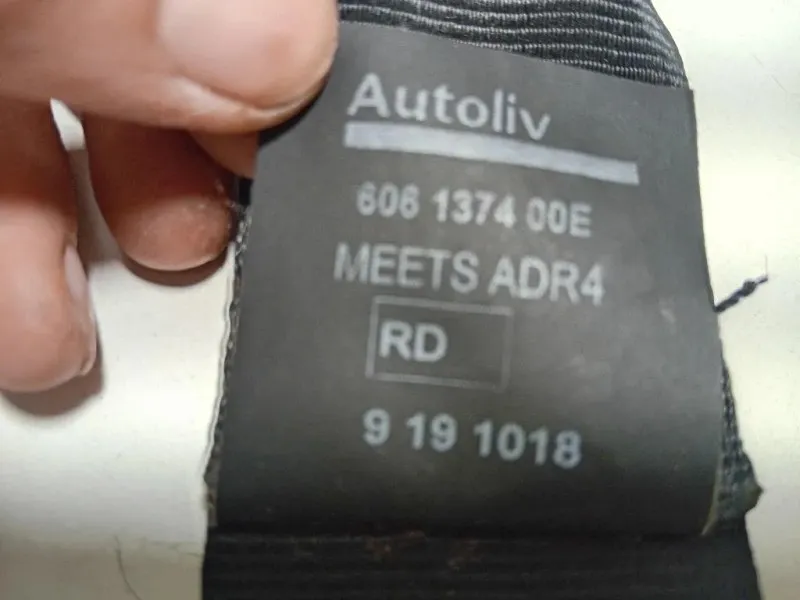 Autoliv
606 1374 00E
MEETS ADR4
RD
9 19 1018